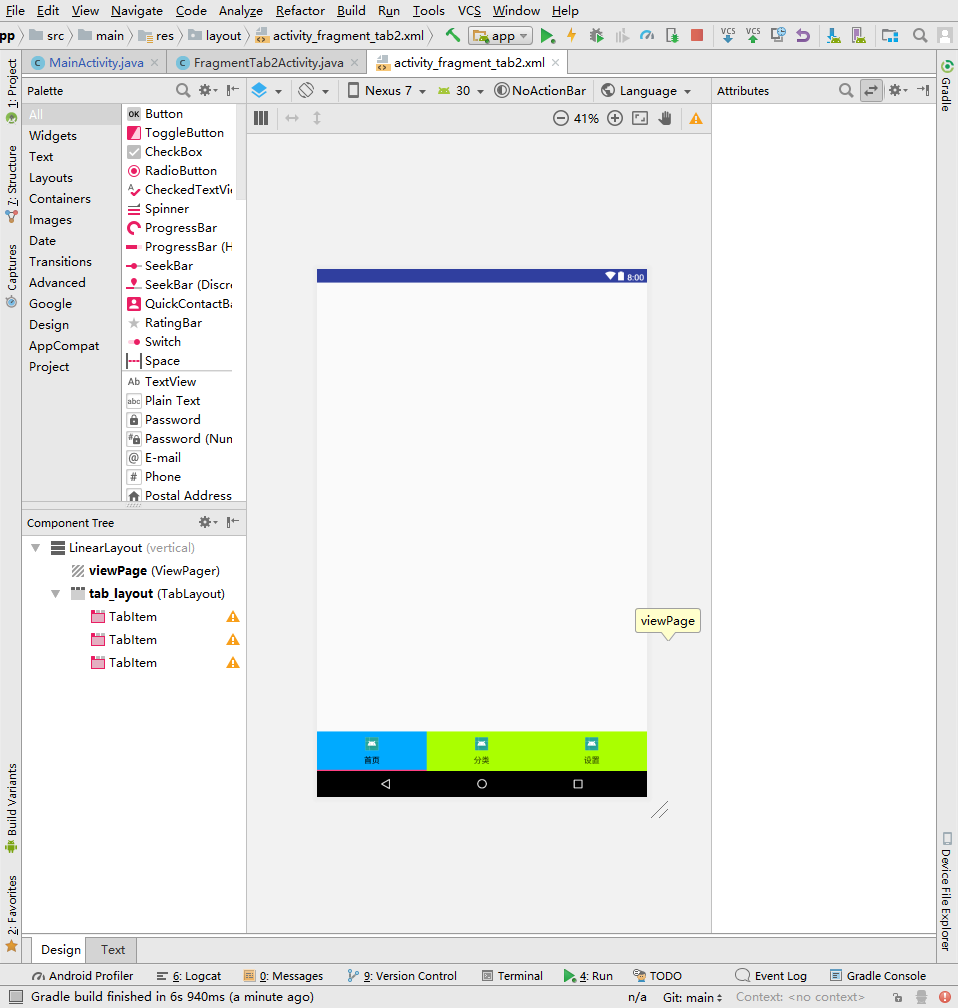 File Edit View Navigate Code Analyze Refactor Build Run Tools VCS Window Help
pp src main res layout activity_fragment_tab2.xml app VCS VCS
MainActivity.java FragmentTab2Activity.java activity_fragment_tab2.xml
1: Project
7: Structure
Captures
Build Variants
2: Favorites
Palette
All
Widgets
Text
Layouts
Containers
Images
Date
Transitions
Advanced
Google
Design
AppCompat
Project
OK Button
ToggleButton
CheckBox
RadioButton
CheckedTextVi
Spinner
ProgressBar
ProgressBar (H
SeekBar
SeekBar (Discr
QuickContactBa
RatingBar
Switch
Space
Ab TextView
abc Plain Text
Password
Password (Num
@ E-mail
# Phone
Postal Address
Component Tree
LinearLayout (vertical)
viewPage (ViewPager)
tab_layout (TabLayout)
TabItem
TabItem
TabItem
Nexus 7 30 NoActionBar Language
41%
8:00
viewPage
首页 分类 设置
Attributes
Gradle
Device File Explorer
Design Text
Android Profiler 6: Logcat 0: Messages 9: Version Control Terminal 4: Run TODO Event Log Gradle Console
Gradle build finished in 6s 940ms (a minute ago) n/a Git: main Context: <no context>